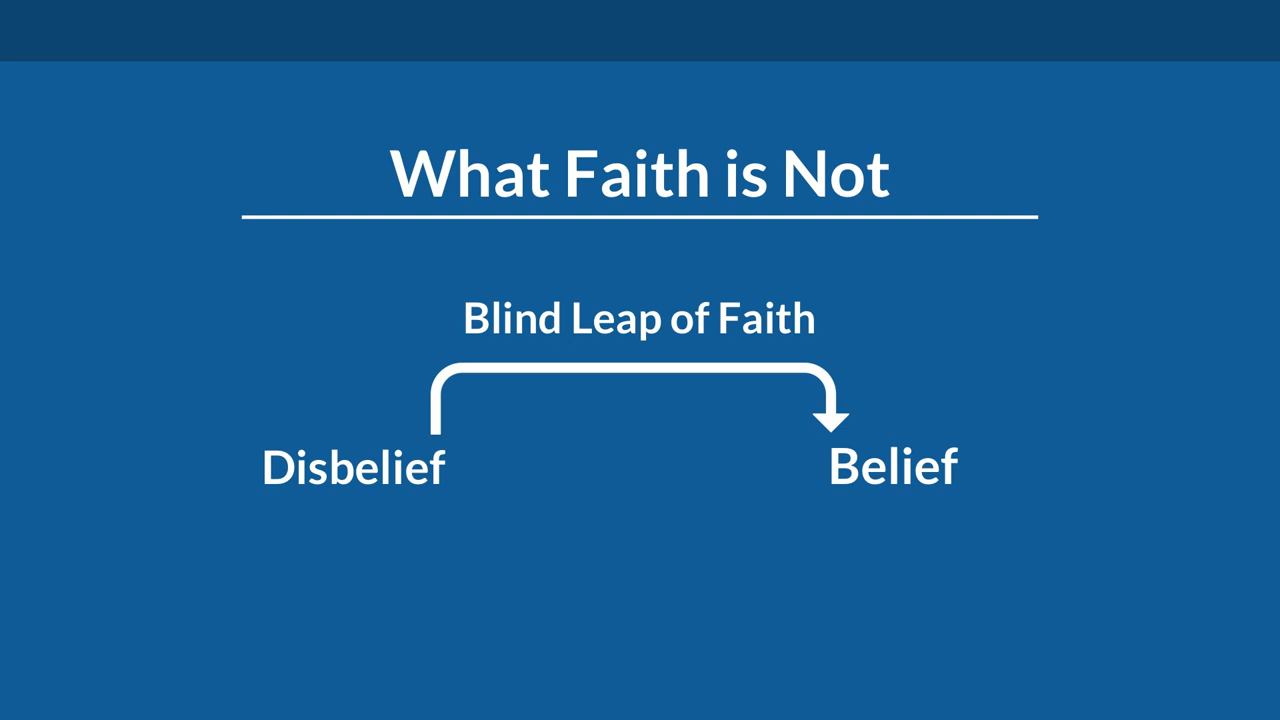 What Faith is Not
Blind Leap of Faith
Disbelief
Belief